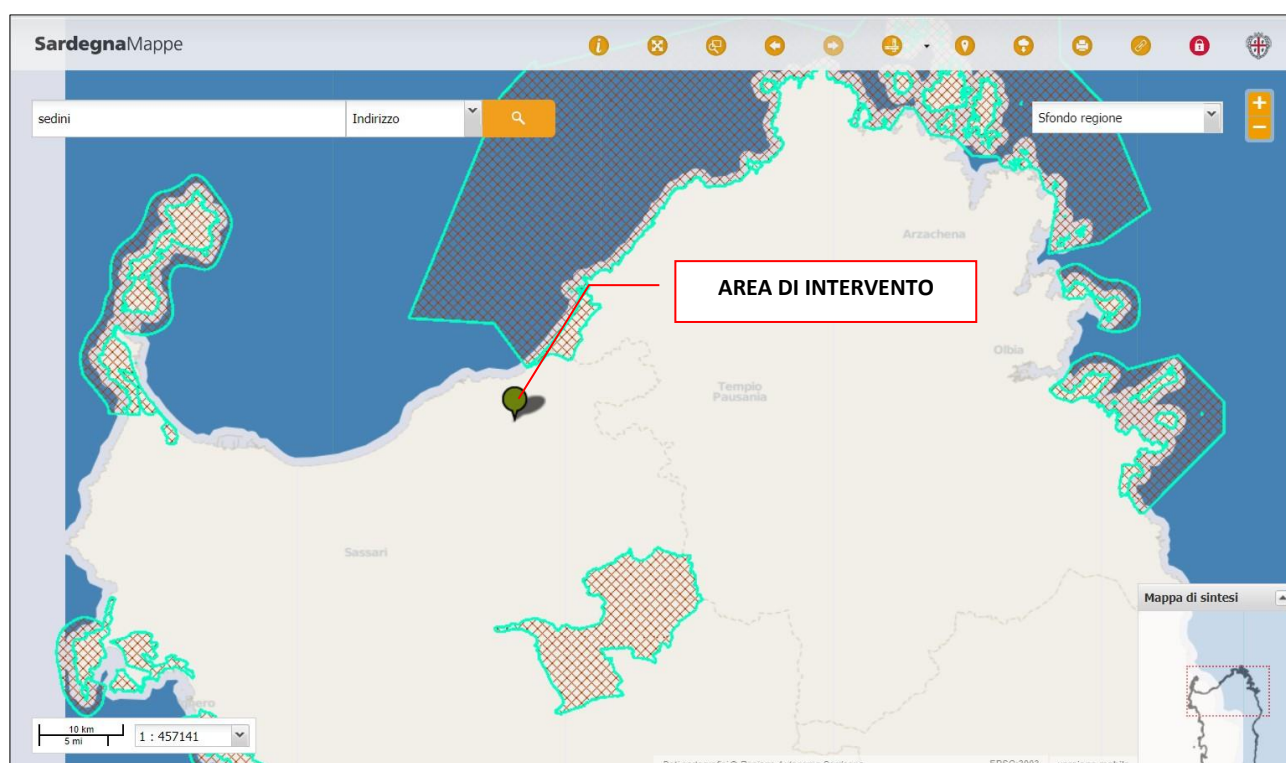 SardegnaMappe
sedini
Indirizzo
Sfondo regione
+
−
Arzachena
AREA DI INTERVENTO
Olbia
Tempio
Pausania
Sassari
Mappa di sintesi
10 km
5 mi
1 : 457141